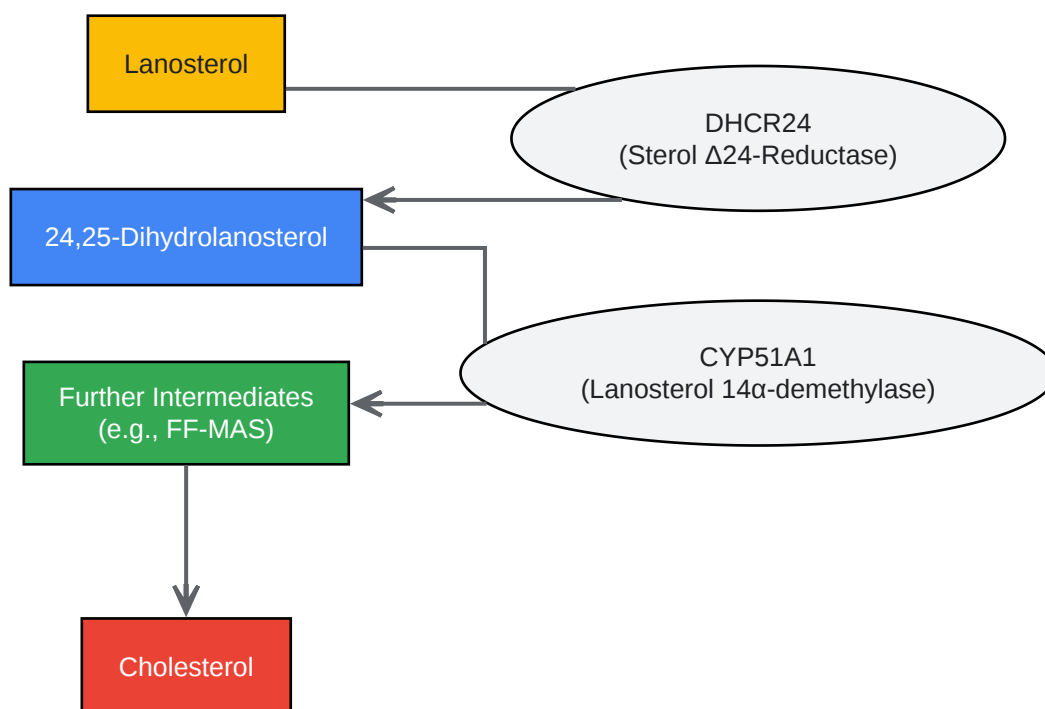 Lanosterol
DHCR24
(Sterol Δ24-Reductase)
24,25-Dihydrolanosterol
CYP51A1
(Lanosterol 14α-demethylase)
Further Intermediates
(e.g., FF-MAS)
Cholesterol